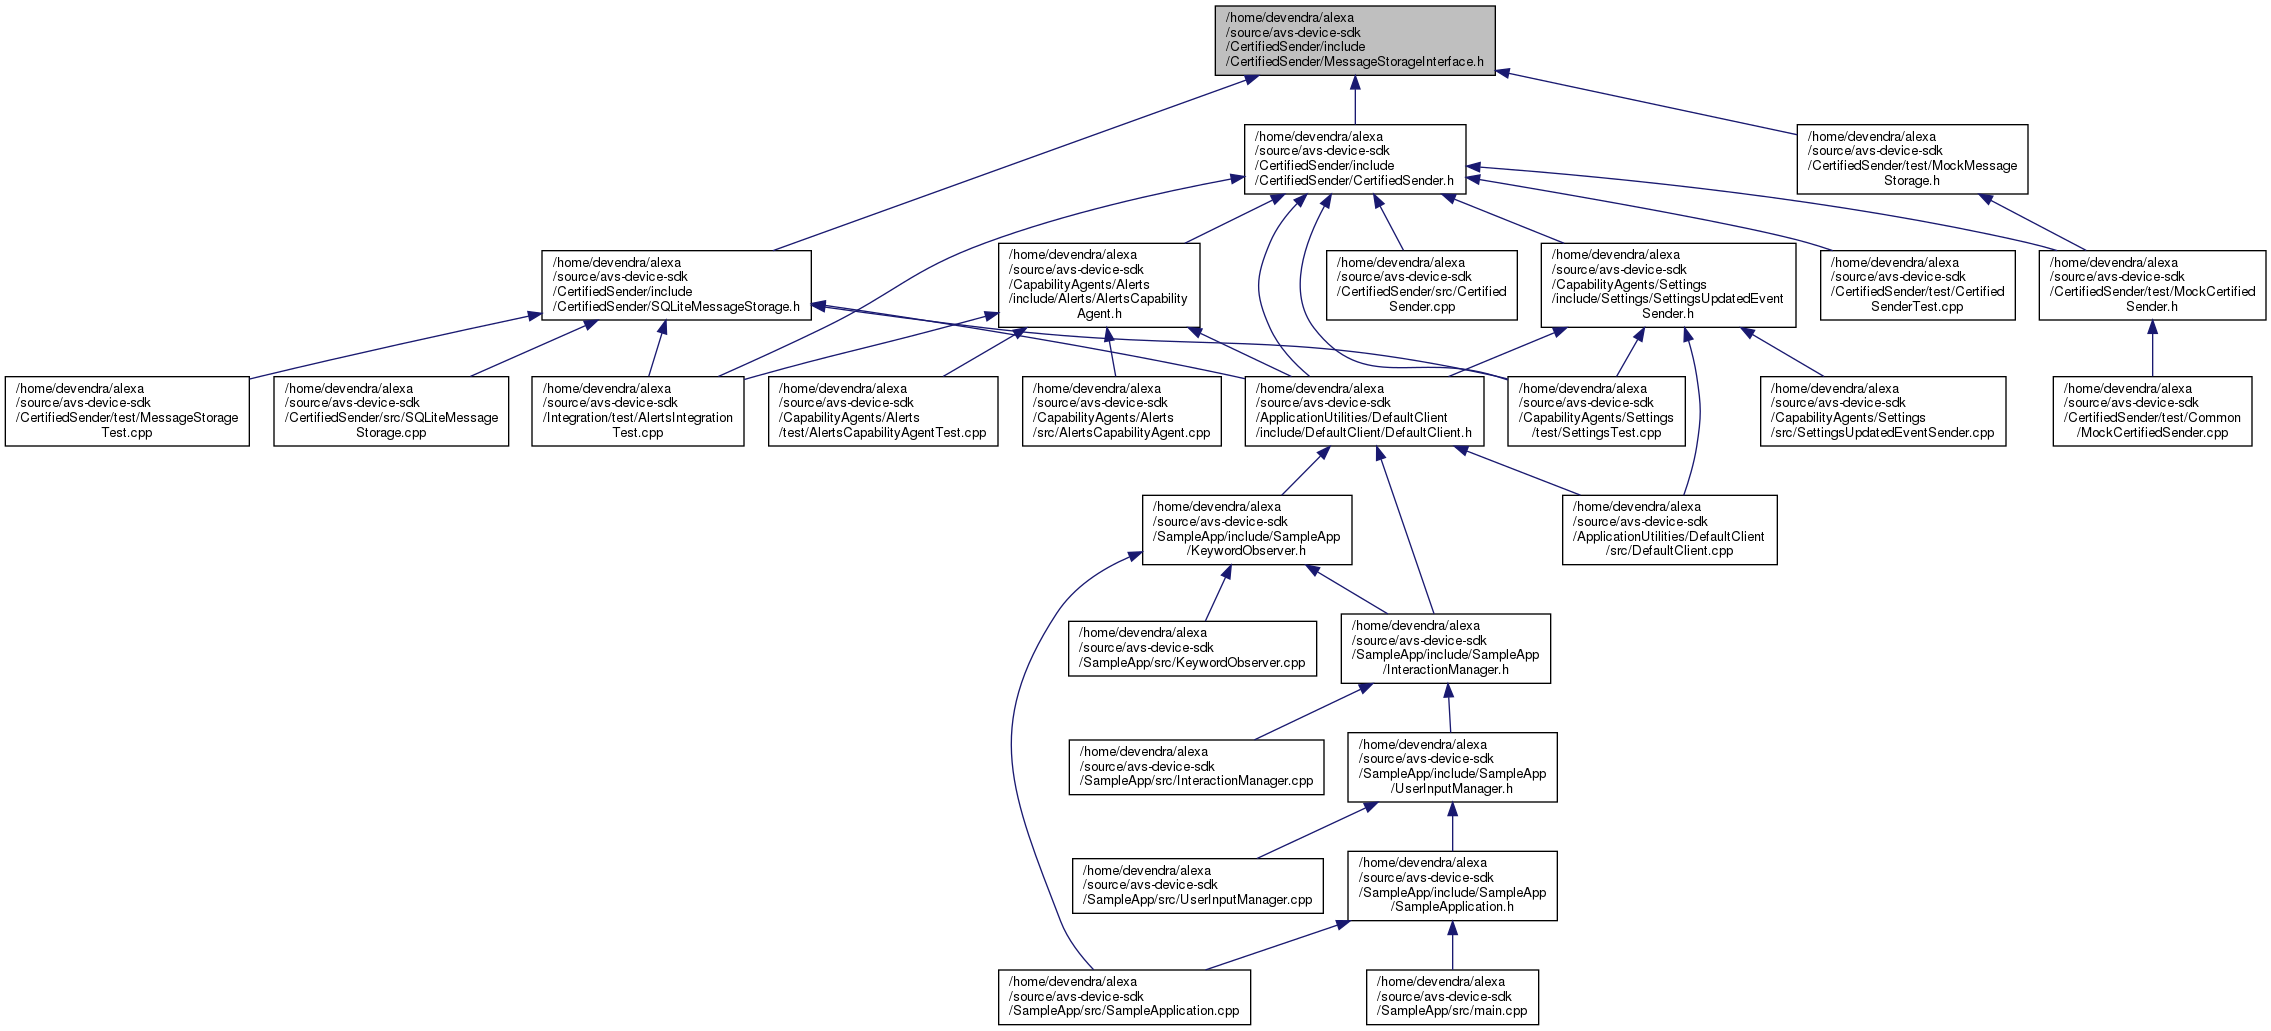 /home/devendra/alexa
/source/avs-device-sdk
/CertifiedSender/include
/CertifiedSender/MessageStorageInterface.h
/home/devendra/alexa
/source/avs-device-sdk
/CertifiedSender/include
/CertifiedSender/CertifiedSender.h
/home/devendra/alexa
/source/avs-device-sdk
/CertifiedSender/test/MockMessage
Storage.h
/home/devendra/alexa
/source/avs-device-sdk
/CertifiedSender/include
/CertifiedSender/SQLiteMessageStorage.h
/home/devendra/alexa
/source/avs-device-sdk
/CapabilityAgents/Alerts
/include/Alerts/AlertsCapability
Agent.h
/home/devendra/alexa
/source/avs-device-sdk
/CertifiedSender/src/Certified
Sender.cpp
/home/devendra/alexa
/source/avs-device-sdk
/CapabilityAgents/Settings
/include/Settings/SettingsUpdatedEvent
Sender.h
/home/devendra/alexa
/source/avs-device-sdk
/CertifiedSender/test/Certified
SenderTest.cpp
/home/devendra/alexa
/source/avs-device-sdk
/CertifiedSender/test/MockCertified
Sender.h
/home/devendra/alexa
/source/avs-device-sdk
/CertifiedSender/test/MessageStorage
Test.cpp
/home/devendra/alexa
/source/avs-device-sdk
/CertifiedSender/src/SQLiteMessage
Storage.cpp
/home/devendra/alexa
/source/avs-device-sdk
/Integration/test/AlertsIntegration
Test.cpp
/home/devendra/alexa
/source/avs-device-sdk
/CapabilityAgents/Alerts
/test/AlertsCapabilityAgentTest.cpp
/home/devendra/alexa
/source/avs-device-sdk
/CapabilityAgents/Alerts
/src/AlertsCapabilityAgent.cpp
/home/devendra/alexa
/source/avs-device-sdk
/ApplicationUtilities/DefaultClient
/include/DefaultClient/DefaultClient.h
/home/devendra/alexa
/source/avs-device-sdk
/CapabilityAgents/Settings
/test/SettingsTest.cpp
/home/devendra/alexa
/source/avs-device-sdk
/CapabilityAgents/Settings
/src/SettingsUpdatedEventSender.cpp
/home/devendra/alexa
/source/avs-device-sdk
/CertifiedSender/test/Common
/MockCertifiedSender.cpp
/home/devendra/alexa
/source/avs-device-sdk
/SampleApp/include/SampleApp
/KeywordObserver.h
/home/devendra/alexa
/source/avs-device-sdk
/ApplicationUtilities/DefaultClient
/src/DefaultClient.cpp
/home/devendra/alexa
/source/avs-device-sdk
/SampleApp/src/KeywordObserver.cpp
/home/devendra/alexa
/source/avs-device-sdk
/SampleApp/include/SampleApp
/InteractionManager.h
/home/devendra/alexa
/source/avs-device-sdk
/SampleApp/src/InteractionManager.cpp
/home/devendra/alexa
/source/avs-device-sdk
/SampleApp/include/SampleApp
/UserInputManager.h
/home/devendra/alexa
/source/avs-device-sdk
/SampleApp/src/UserInputManager.cpp
/home/devendra/alexa
/source/avs-device-sdk
/SampleApp/include/SampleApp
/SampleApplication.h
/home/devendra/alexa
/source/avs-device-sdk
/SampleApp/src/SampleApplication.cpp
/home/devendra/alexa
/source/avs-device-sdk
/SampleApp/src/main.cpp